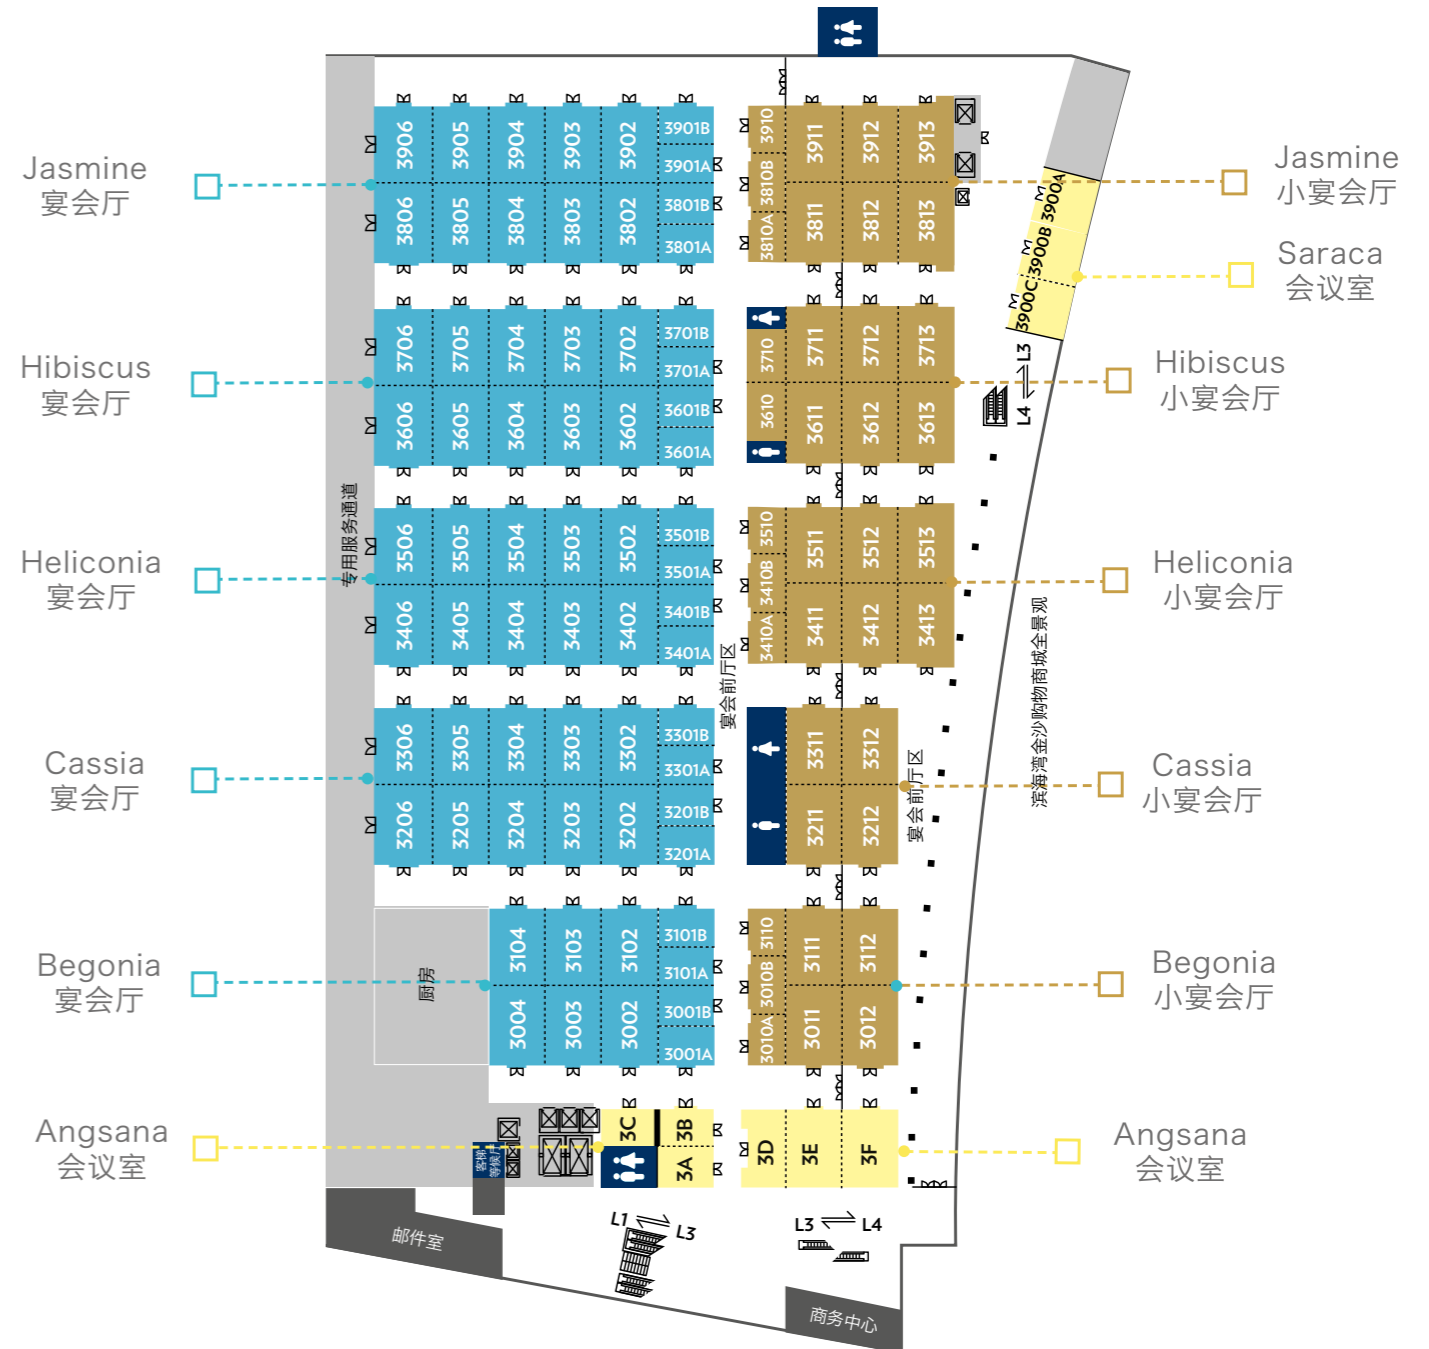 Jasmine
宴会厅
Hibiscus
宴会厅
Heliconia
宴会厅
Cassia
宴会厅
Begonia
宴会厅
Angsana
会议室
专用服务通道
3906
3905
3904
3903
3902
3901B
3901A
3806
3805
3804
3803
3802
3801B
3801A
3706
3705
3704
3703
3702
3701B
3701A
3606
3605
3604
3603
3602
3601B
3601A
3506
3505
3504
3503
3502
3501B
3501A
3406
3405
3404
3403
3402
3401B
3401A
3306
3305
3304
3303
3302
3301B
3301A
3206
3205
3204
3203
3202
3201B
3201A
厨房
3104
3103
3102
3101B
3101A
3004
3003
3002
3001B
3001A
3C
3B
3A
客梯
等候厅
邮件室
L1
L3
宴会前厅区
3910
3911
3912
3913
3810B
3810A
3811
3812
3813
3710
3711
3712
3713
3610
3611
3612
3613
3510
3511
3512
3513
3410B
3410A
3411
3412
3413
3311
3312
3211
3212
宴会前厅区
3110
3111
3112
3010B
3010A
3011
3012
3D
3E
3F
L3
L4
商务中心
3900A
3900B
3900C
L3
L4
滨海湾金沙购物商城全景观
Jasmine
小宴会厅
Saraca
会议室
Hibiscus
小宴会厅
Heliconia
小宴会厅
Cassia
小宴会厅
Begonia
小宴会厅
Angsana
会议室